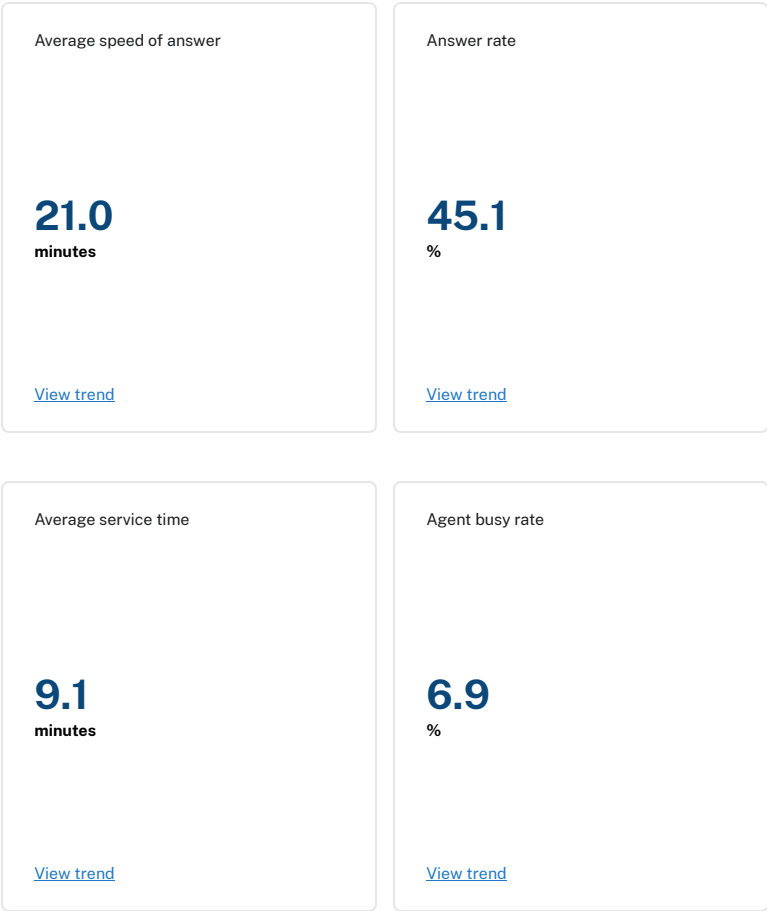 Average speed of answer
21.0
minutes
View trend
Answer rate
45.1
%
View trend
Average service time
9.1
minutes
View trend
Agent busy rate
6.9
%
View trend